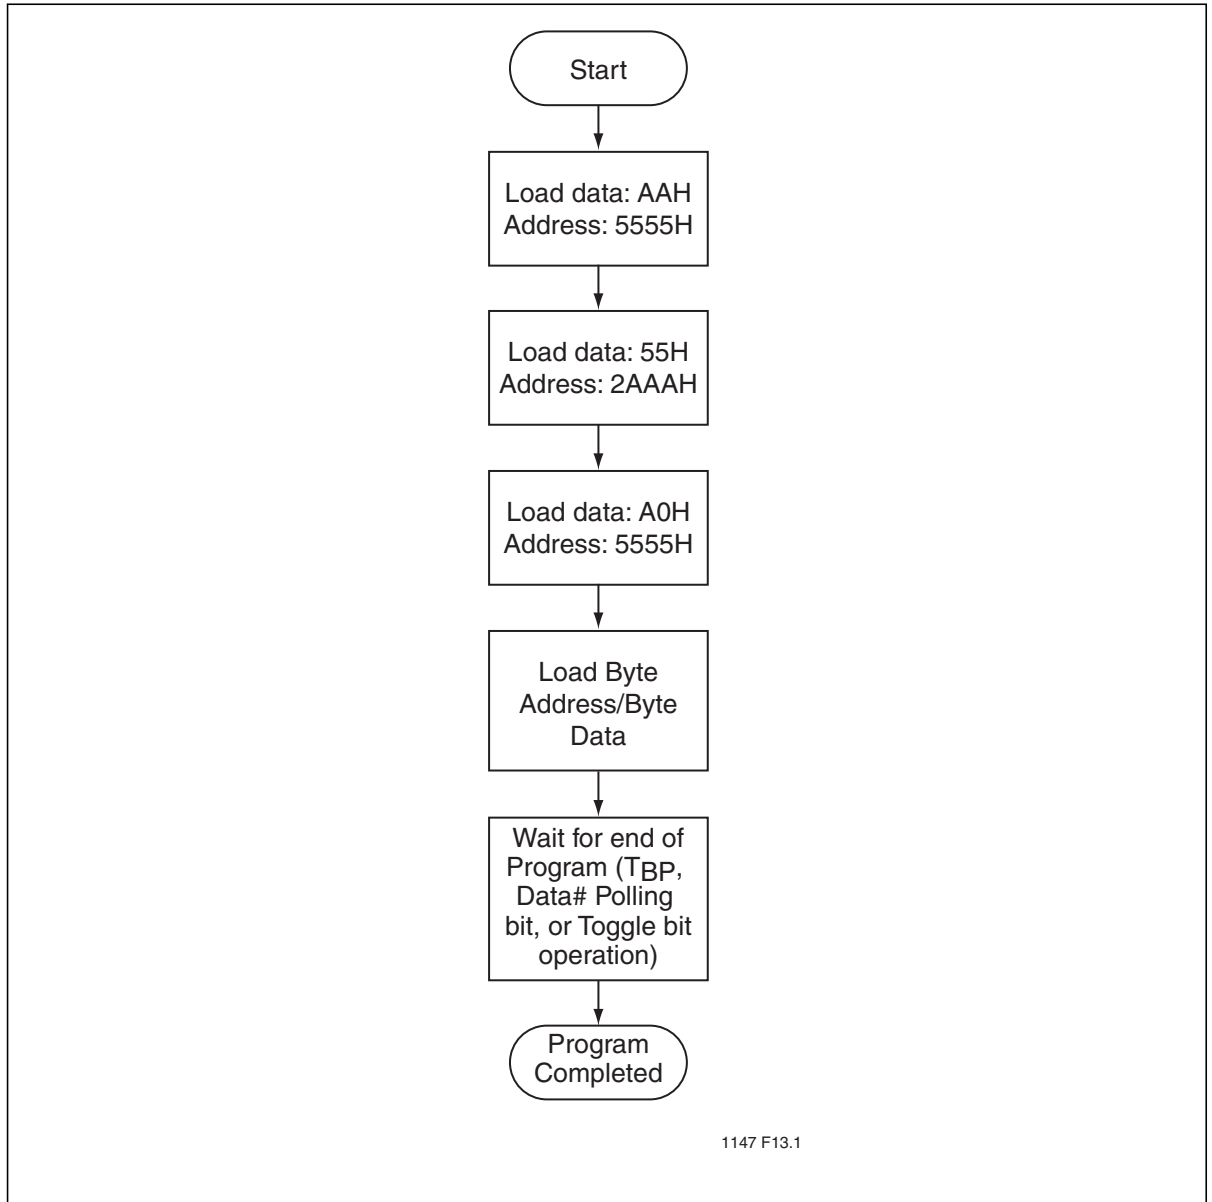 Start
Load data: AAH
Address: 5555H
Load data: 55H
Address: 2AAAH
Load data: A0H
Address: 5555H
Load Byte
Address/Byte
Data
Wait for end of
Program (TBP,
Data# Polling
bit, or Toggle bit
operation)
Program
Completed
1147 F13.1